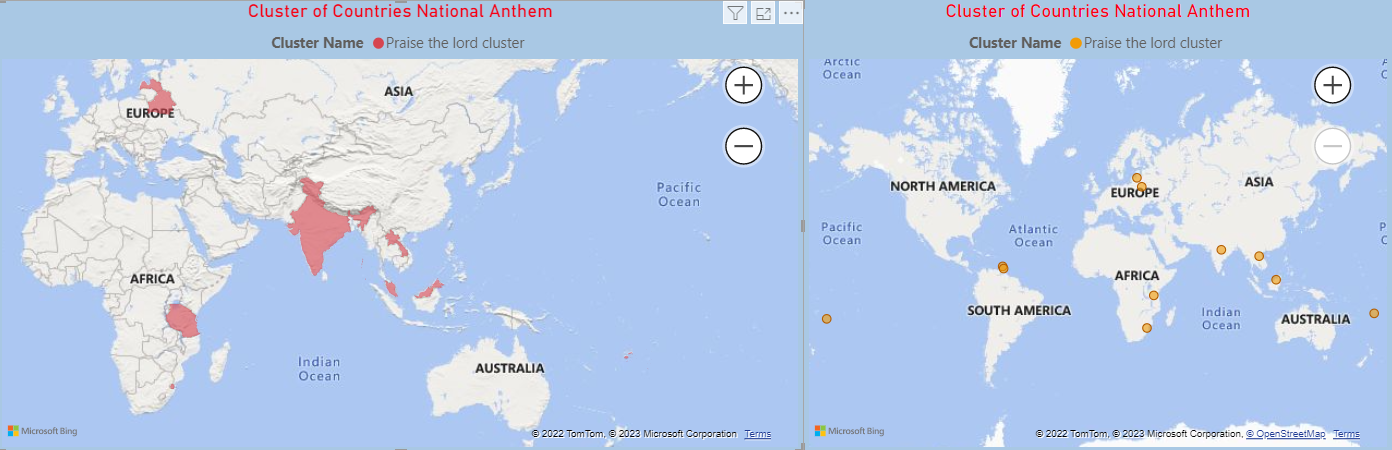 Cluster of Countries National Anthem
Cluster Name Praise the lord cluster
ASIA
EUROPE
Pacific
Ocean
AFRICA
Indian
Ocean
AUSTRALIA
Microsoft Bing
© 2022 TomTom, © 2023 Microsoft Corporation Terms
Cluster of Countries National Anthem
Cluster Name Praise the lord cluster
Arctic
Ocean
NORTH AMERICA
EUROPE
ASIA
Pacific
Ocean
Atlantic
Ocean
AFRICA
SOUTH AMERICA
Indian
Ocean
AUSTRALIA
Microsoft Bing
© 2022 TomTom, © 2023 Microsoft Corporation, © OpenStreetMap Terms